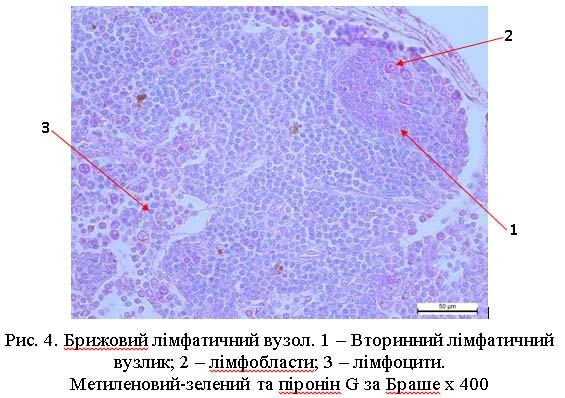 2
3
1
50 µm
Рис. 4. Брижовий лімфатичний вузол. 1 – Вторинний лімфатичний
вузлик; 2 – лімфобласти; 3 – лімфоцити.
Метиленовий-зелений та піронін G за Браше х 400